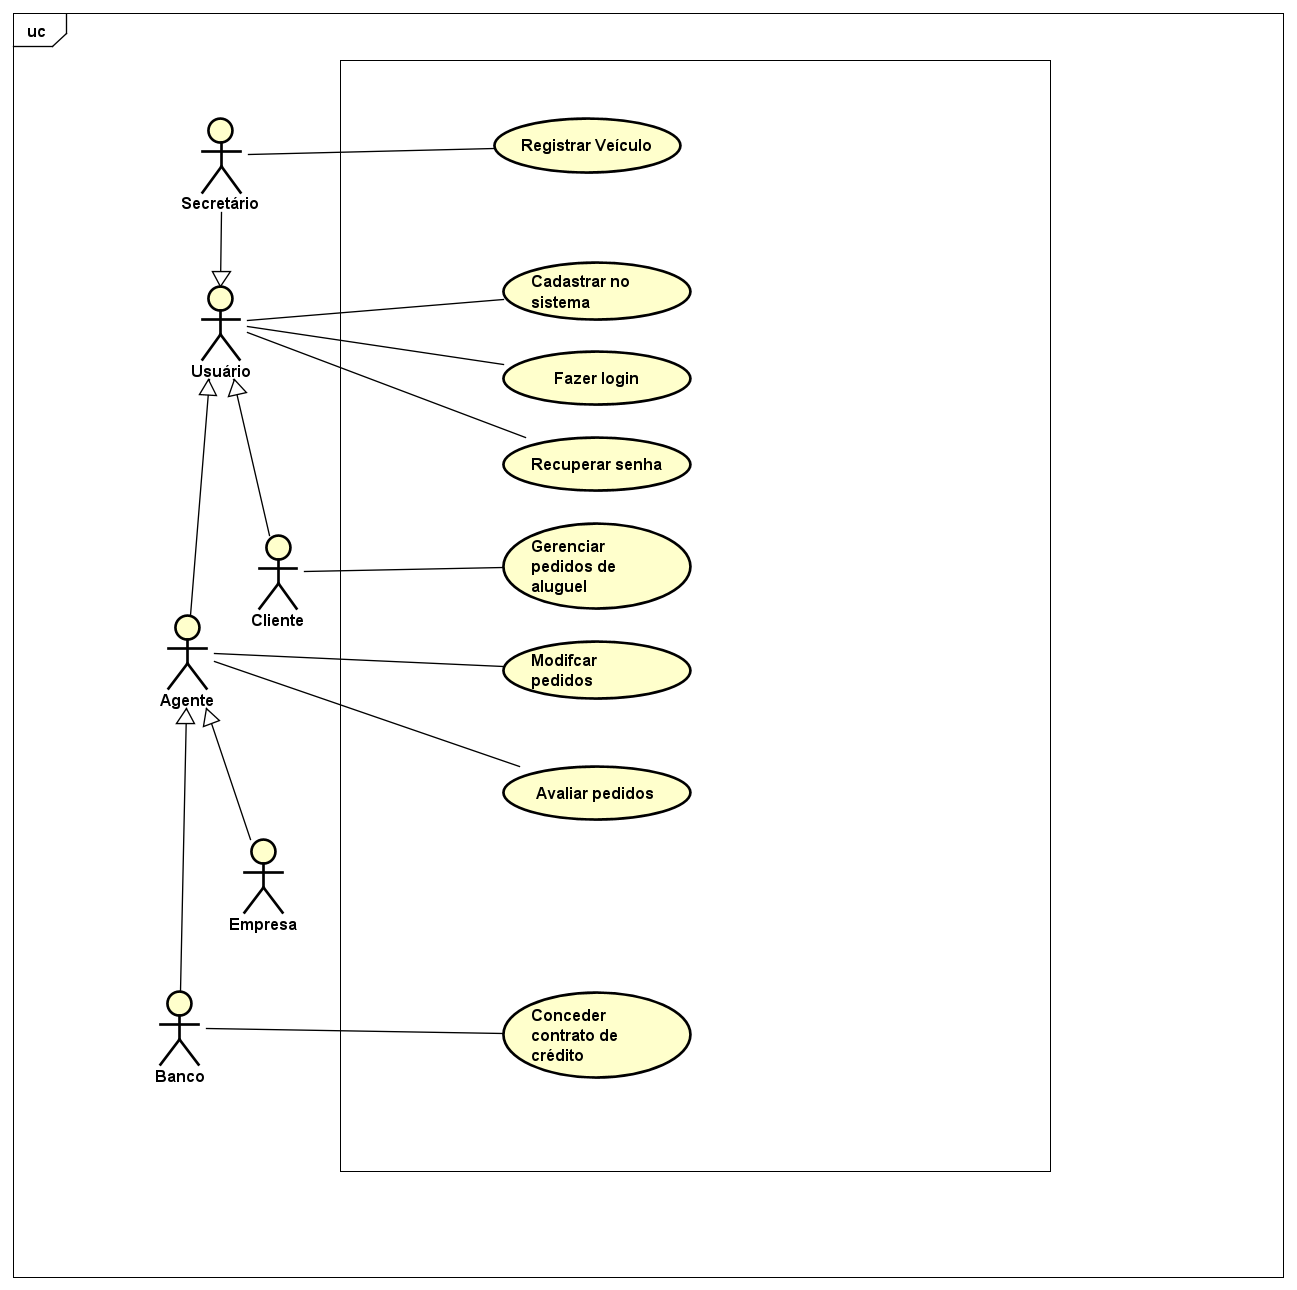 uc
Secretário
Registrar Veículo
Usuário
Cadastrar no
sistema
Fazer login
Recuperar senha
Cliente
Gerenciar
pedidos de
aluguel
Agente
Modifcar
pedidos
Avaliar pedidos
Empresa
Banco
Conceder
contrato de
crédito